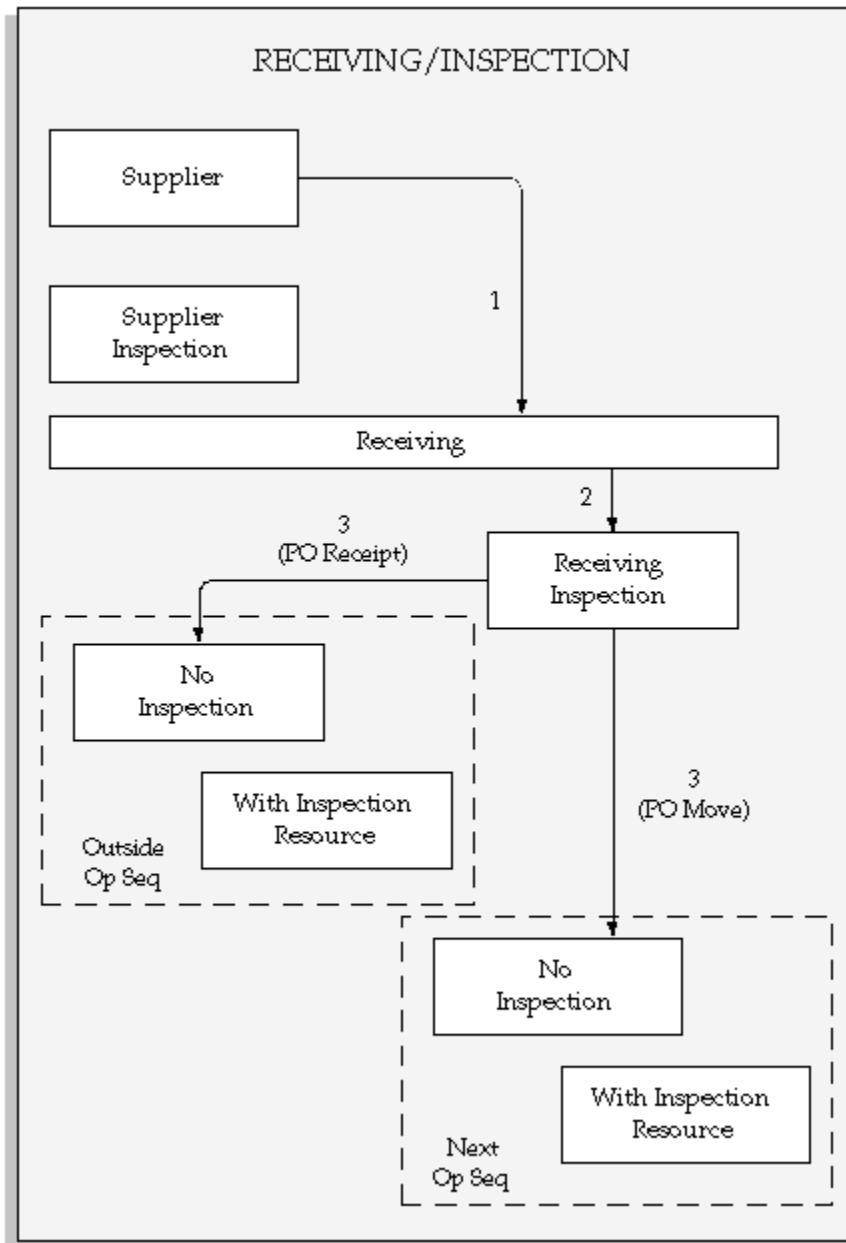 RECEIVING/INSPECTION
Supplier
1
Supplier
Inspection
Receiving
2
3
(PO Receipt)
Receiving
Inspection
No
Inspection
3
(PO Move)
With Inspection
Resource
Outside
Op Seq
No
Inspection
With Inspection
Resource
Next
Op Seq